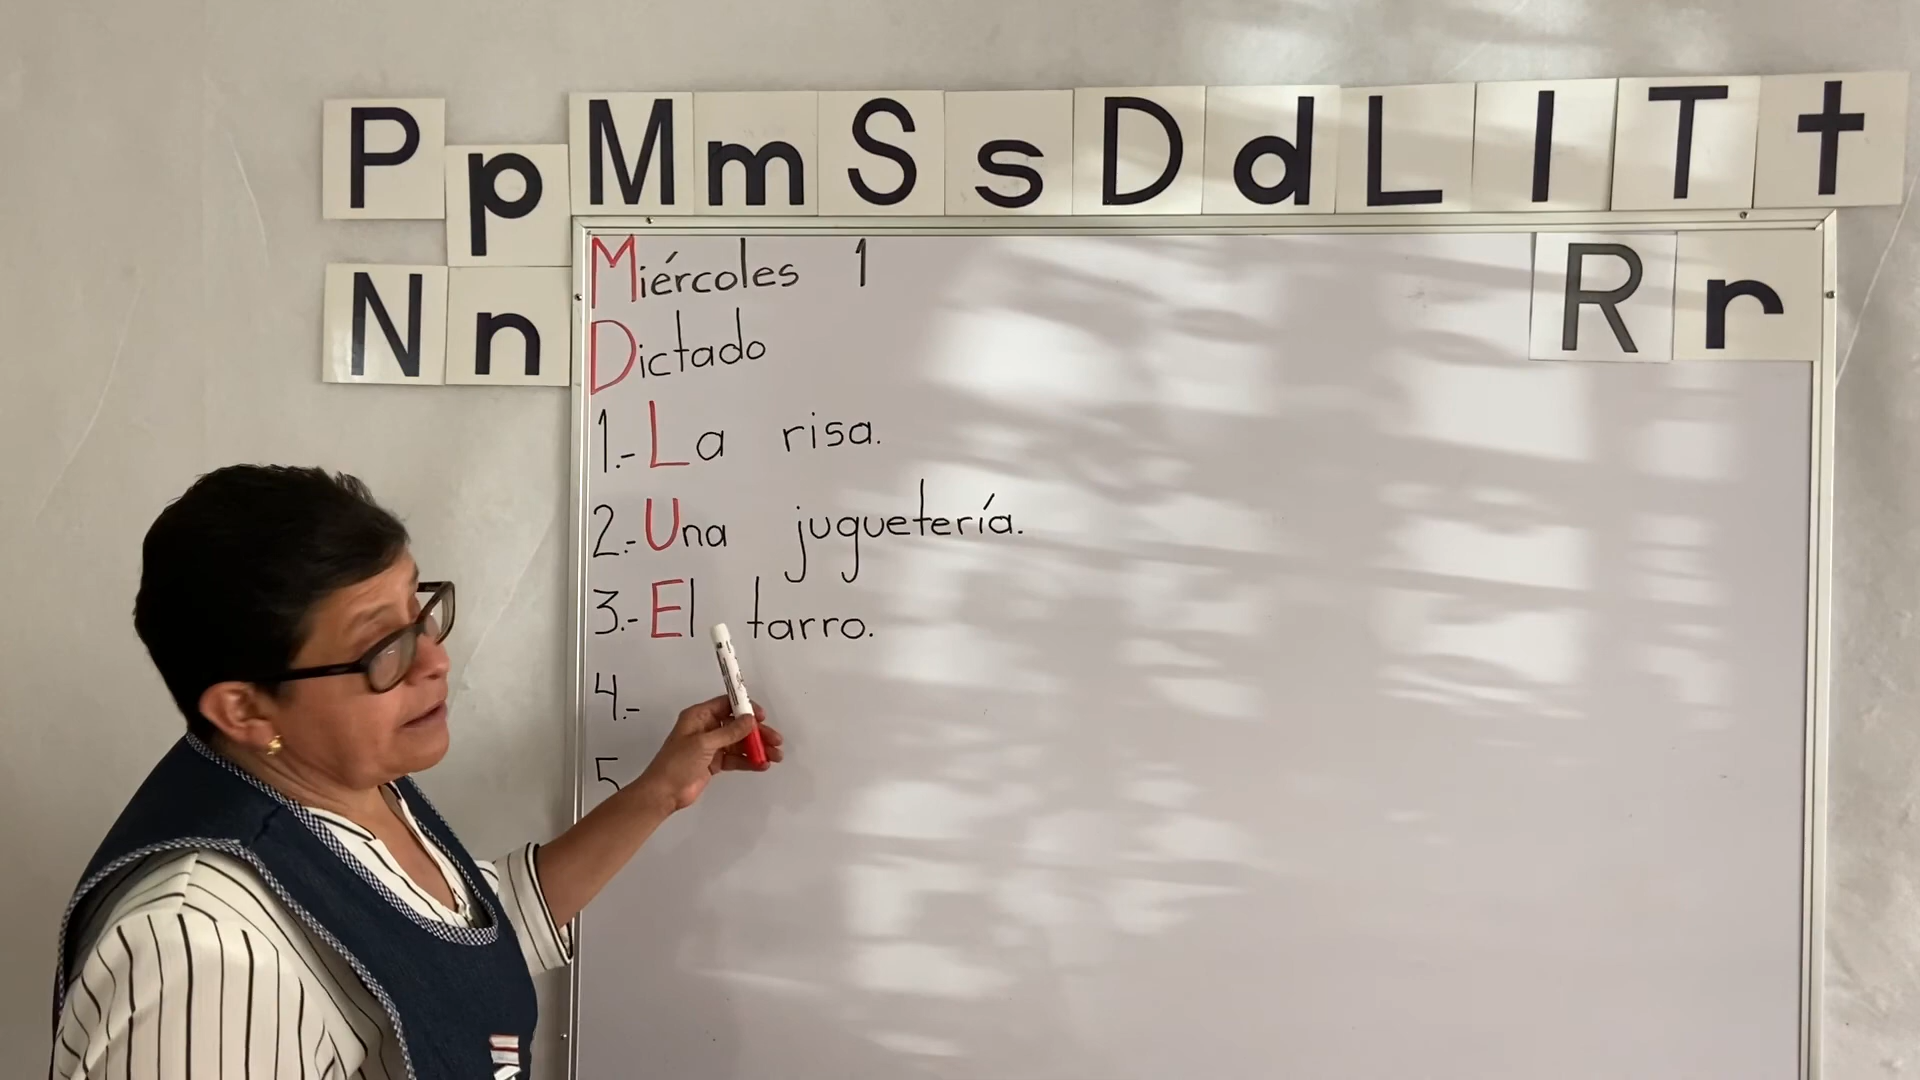 P p M m S s D d L l T t
N n R r
Miércoles 1
Dictado
1.- La risa.
2.- Una juguetería.
3.- El tarro.
4.-
5